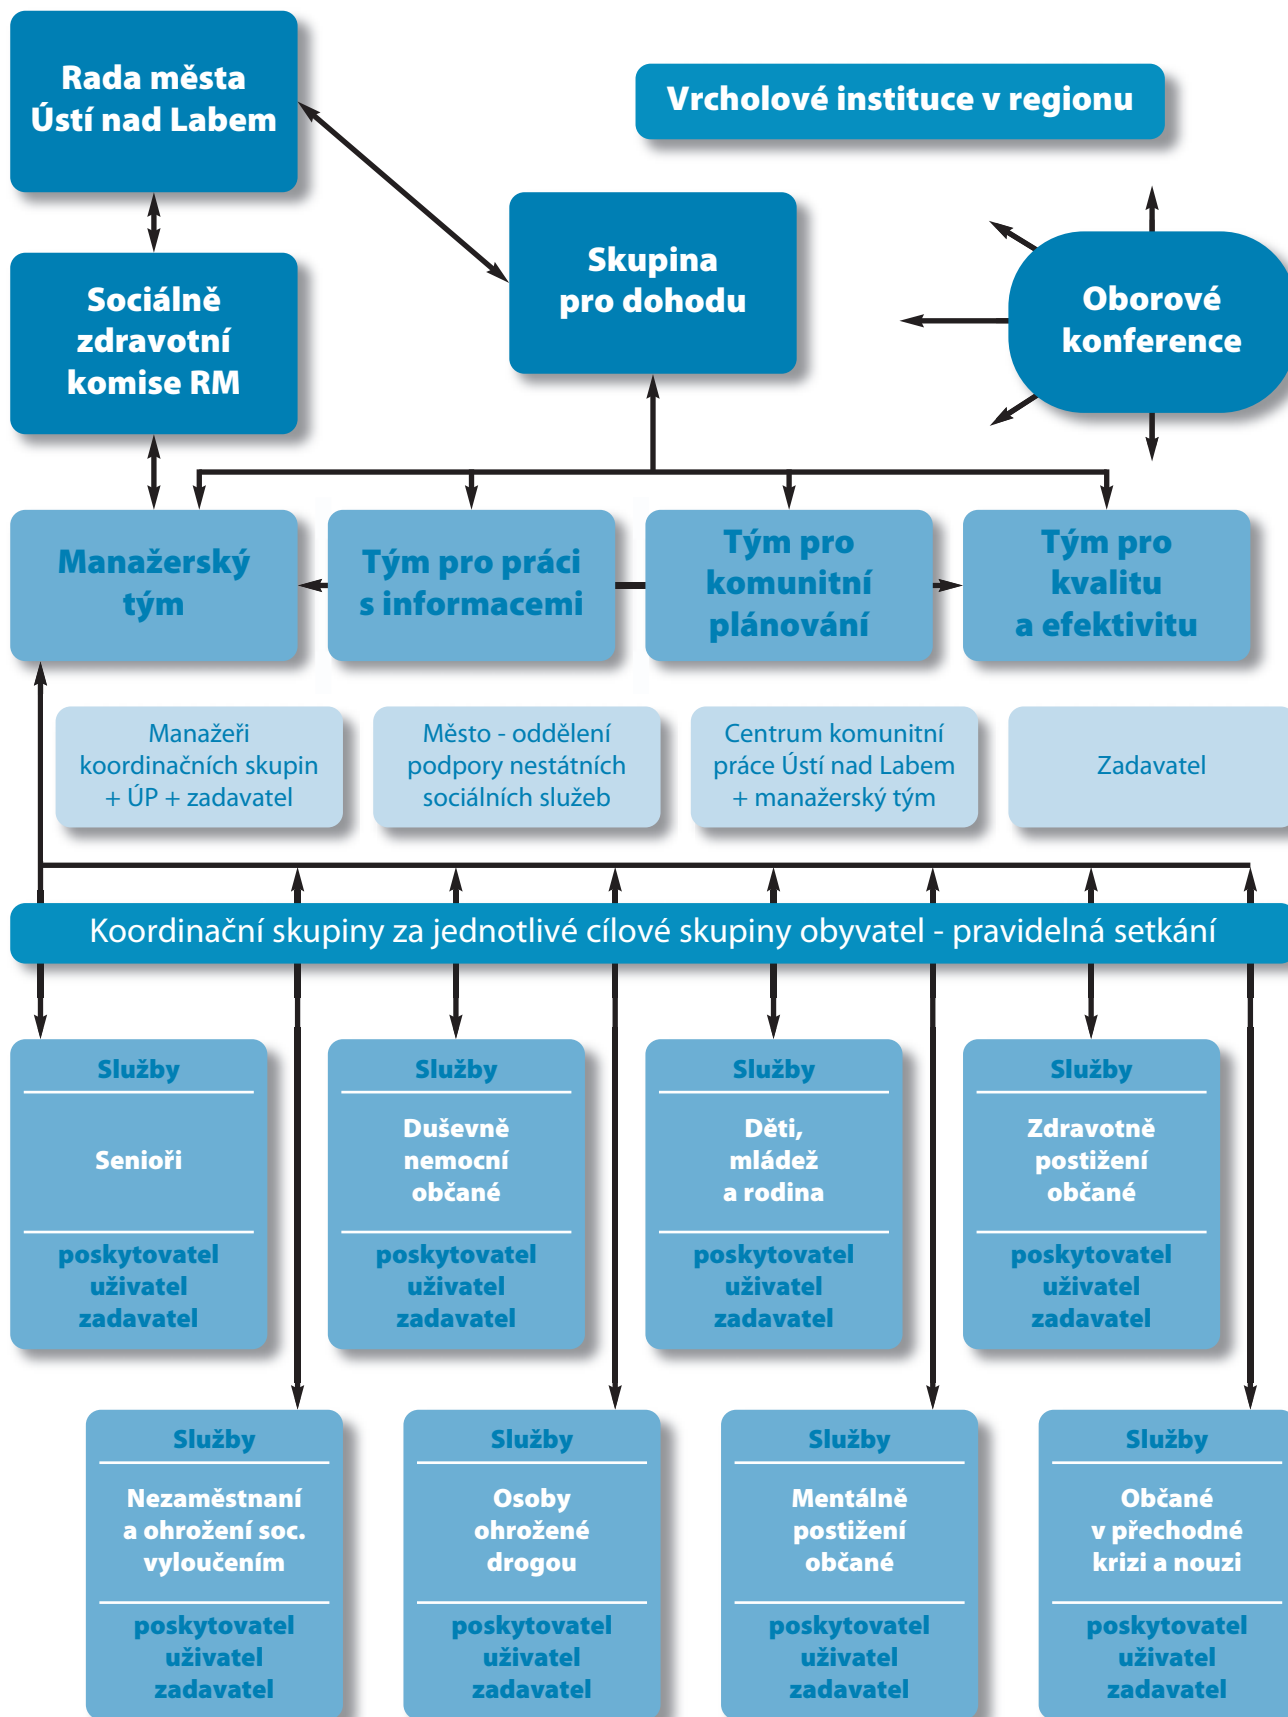 Rada města
Ústí nad Labem
Vrcholové instituce v regionu
Skupina
pro dohodu
Sociálně
zdravotní
komise RM
Oborové
konference
Manažerský
tým
Tým pro práci
s informacemi
Tým pro
komunitní
plánování
Tým pro
kvalitu
a efektivitu
Manažeři
koordinačních skupin
+ ÚP + zadavatel
Město - oddělení
podpory nestátních
sociálních služeb
Centrum komunitní
práce Ústí nad Labem
+ manažerský tým
Zadavatel
Koordinační skupiny za jednotlivé cílové skupiny obyvatel - pravidelná setkání
Služby
Senioři
poskytovatel
uživatel
zadavatel
Služby
Duševně
nemocní
občané
poskytovatel
uživatel
zadavatel
Služby
Děti,
mládež
a rodina
poskytovatel
uživatel
zadavatel
Služby
Zdravotně
postižení
občané
poskytovatel
uživatel
zadavatel
Služby
Nezaměstnaní
a ohrožení soc.
vyloučením
poskytovatel
uživatel
zadavatel
Služby
Osoby
ohrožené
drogou
poskytovatel
uživatel
zadavatel
Služby
Mentálně
postižení
občané
poskytovatel
uživatel
zadavatel
Služby
Občané
v přechodné
krizi a nouzi
poskytovatel
uživatel
zadavatel